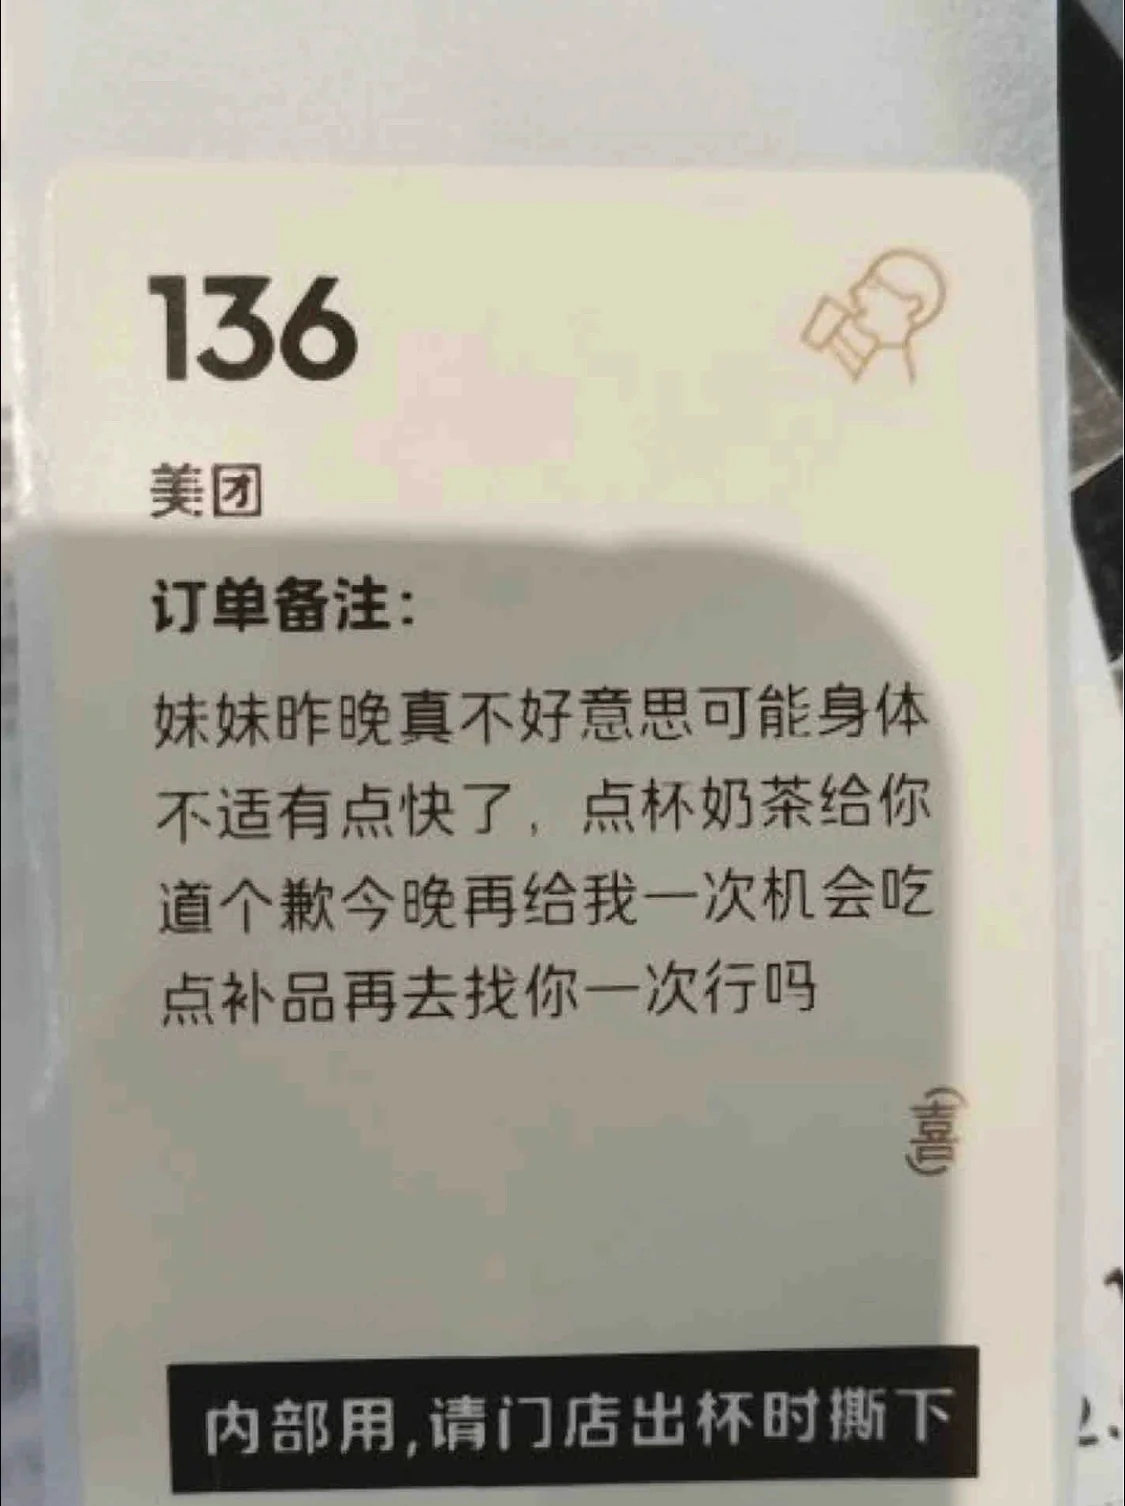 136
美团
订单备注：
妹妹昨晚真不好意思可能身体
不适有点快了，点杯奶茶给你
道个歉今晚再给我一次机会吃
点补品再去找你一次行吗
(喜)
内部用,请门店出杯时撕下